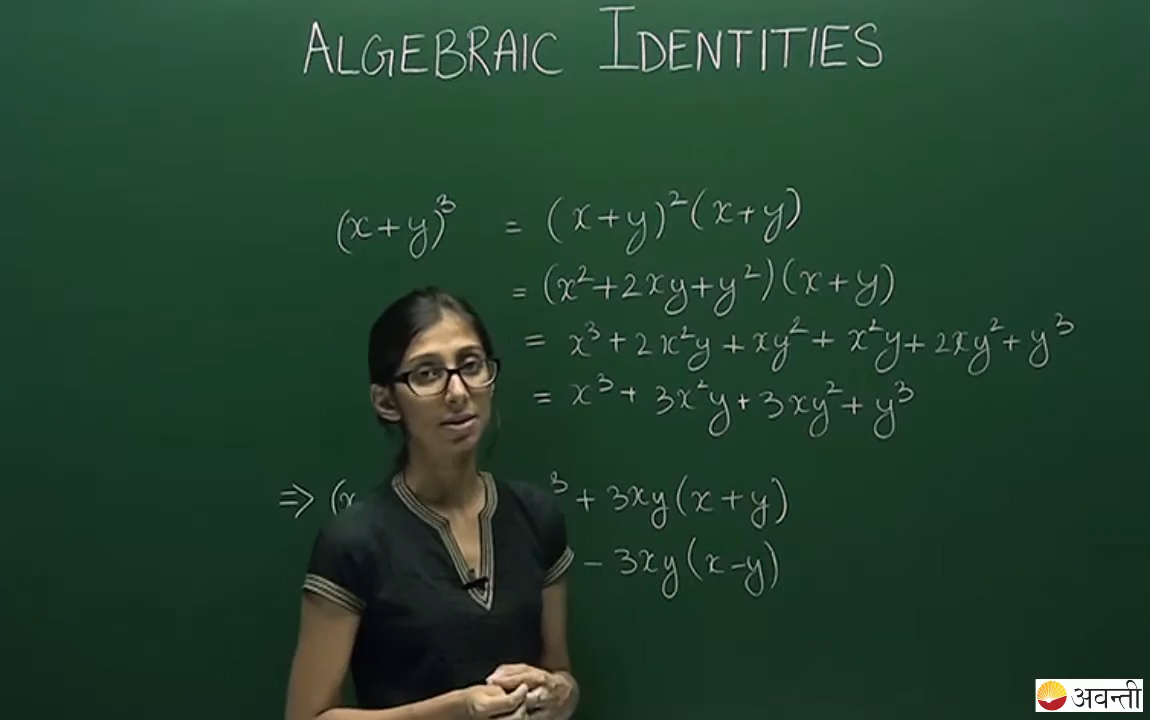 ALGEBRAIC IDENTITIES
(x+y)³ = (x+y)²(x+y)
= (x²+2xy+y²)(x+y)
= x³+2x²y+xy²+x²y+2xy²+y³
= x³+3x²y+3xy²+y³
⇒ (x ³+3xy(x+y)
-3xy(x-y)
अवन्ती